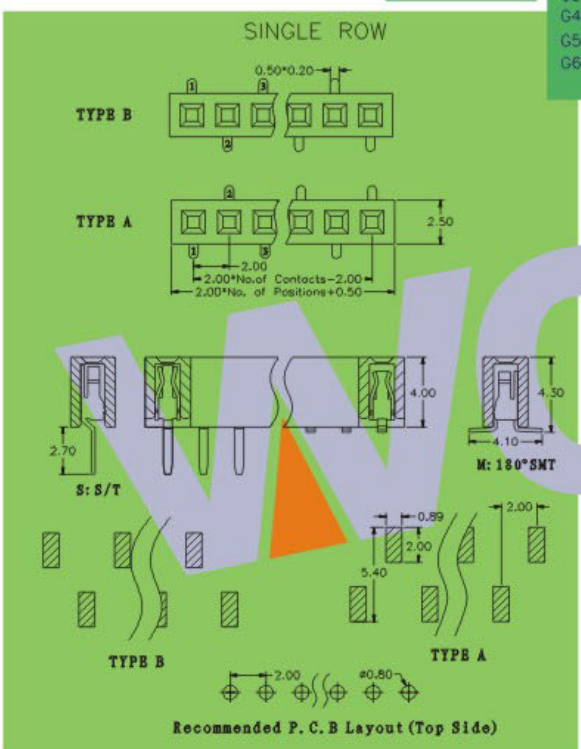 G4
G5
G6
SINGLE ROW
0.50*0.20
1
3
TYPE B
2
2
TYPE A
2.50
1
3
2.00
2.00*No.of Contacts-2.00
2.00*No. of Positions+0.50
4.00
4.30
2.70
4.10
S: S/T
M: 180°SMT
0.89
2.00
2.00
5.40
TYPE B
TYPE A
2.00
ø0.80
Recommended P.C.B Layout (Top Side)